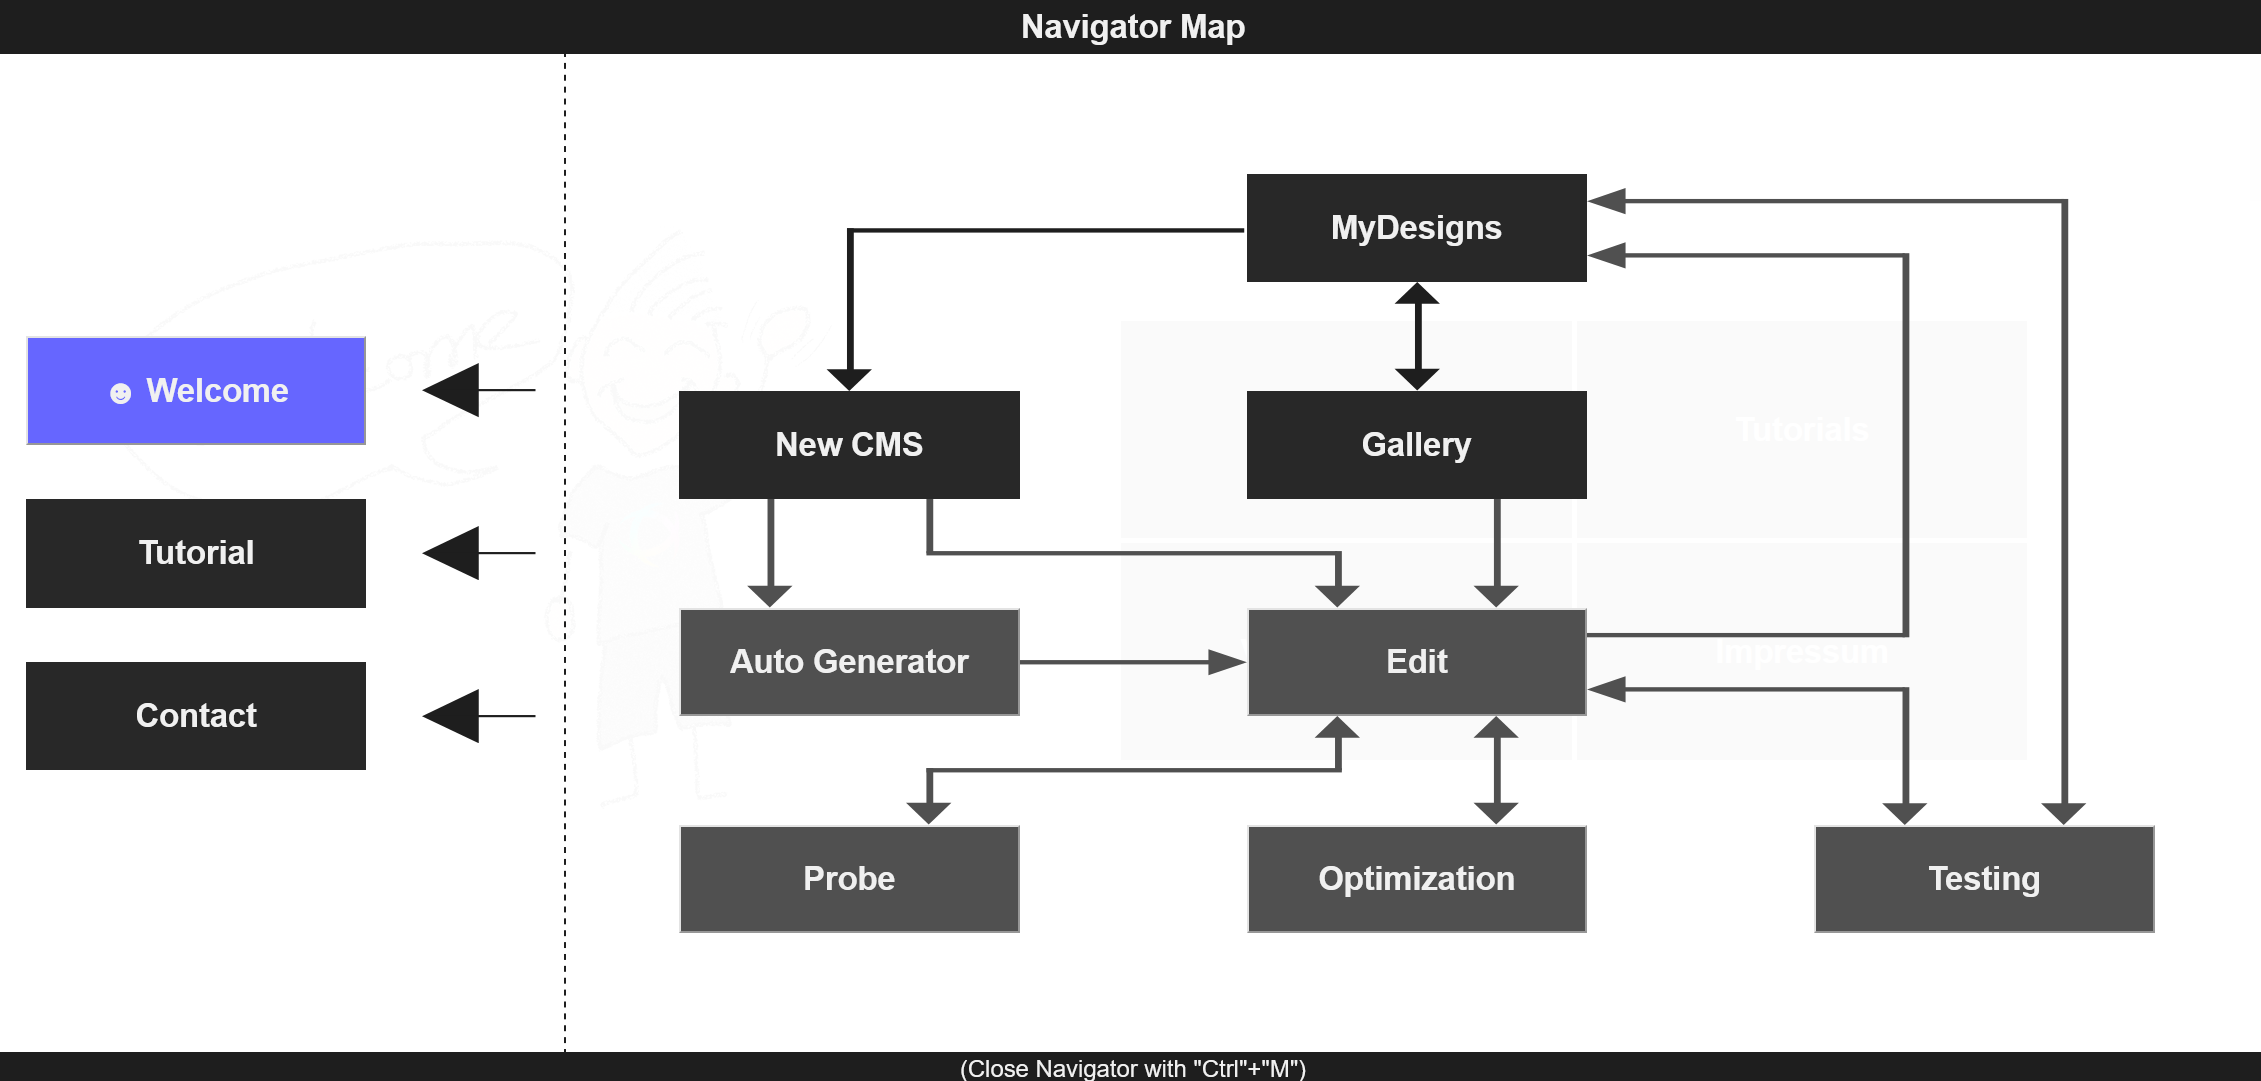 Navigator Map
MyDesigns
☻ Welcome
New CMS
Gallery
Tutorials
Tutorial
Auto Generator
Edit
Impressum
Contact
Probe
Optimization
Testing
(Close Navigator with "Ctrl"+"M")